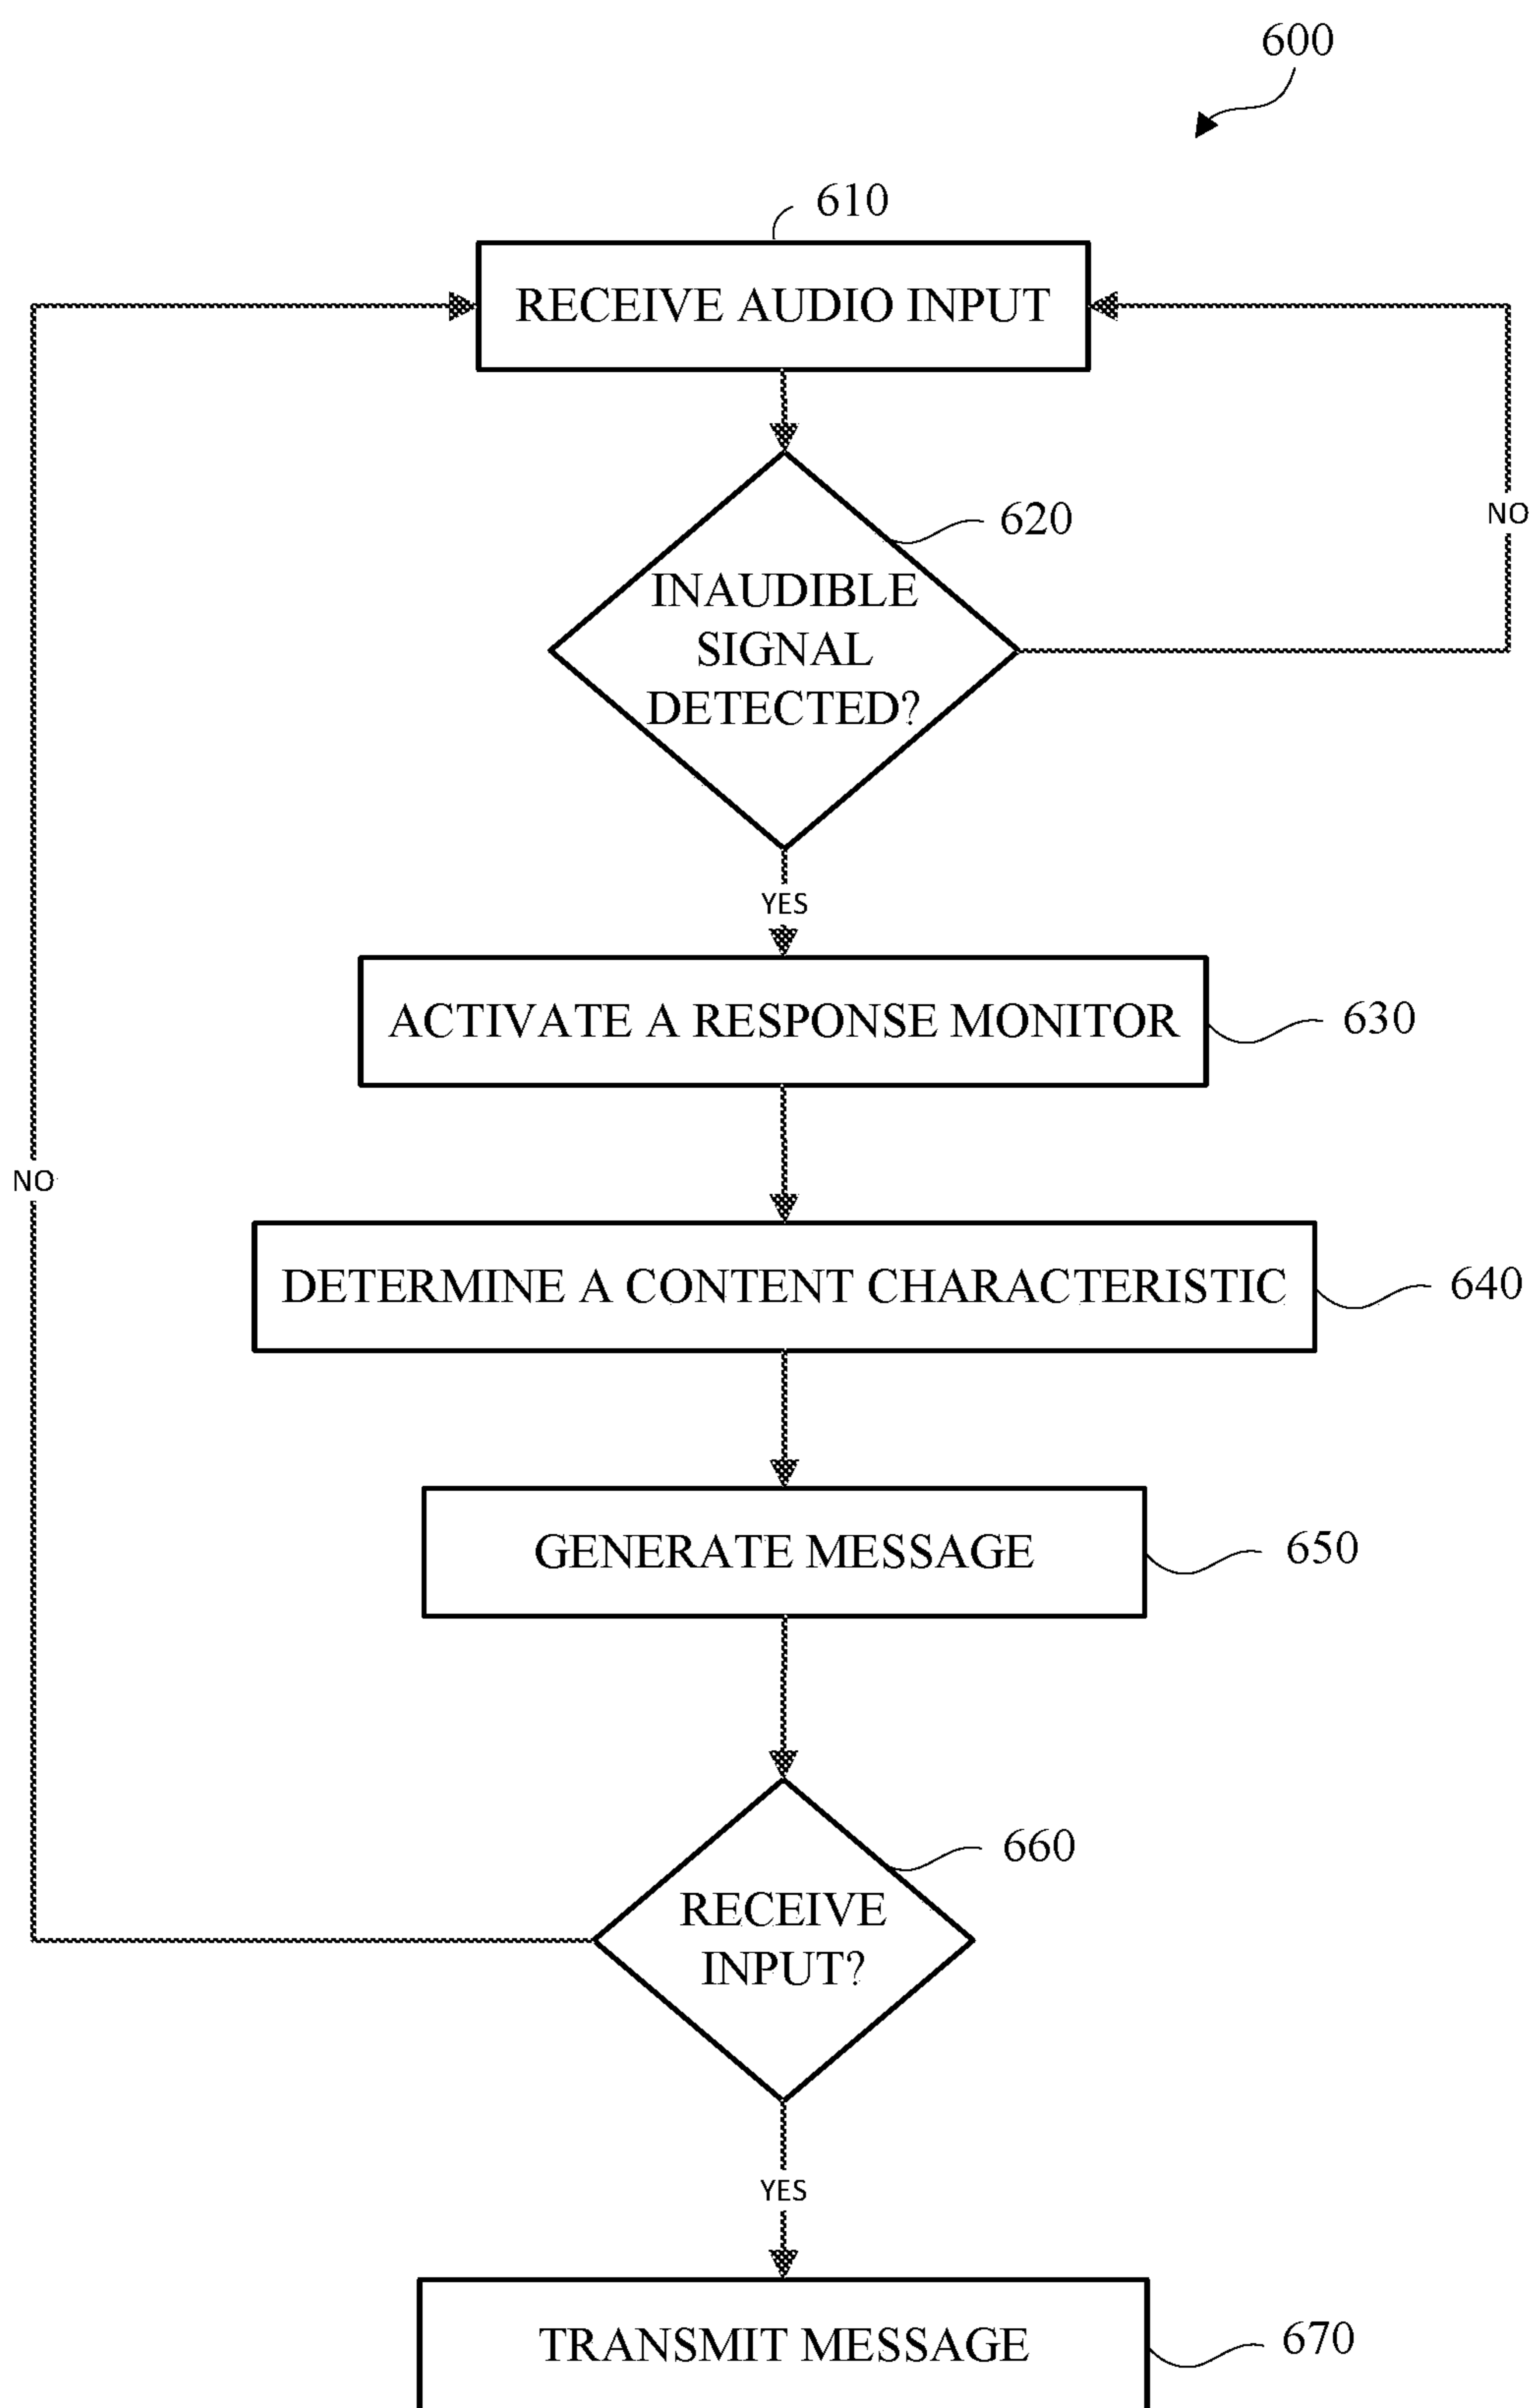 600
610
RECEIVE AUDIO INPUT
620
INAUDIBLE
SIGNAL
DETECTED?
NO
YES
ACTIVATE A RESPONSE MONITOR
630
NO
DETERMINE A CONTENT CHARACTERISTIC
640
GENERATE MESSAGE
650
660
RECEIVE
INPUT?
YES
TRANSMIT MESSAGE
670